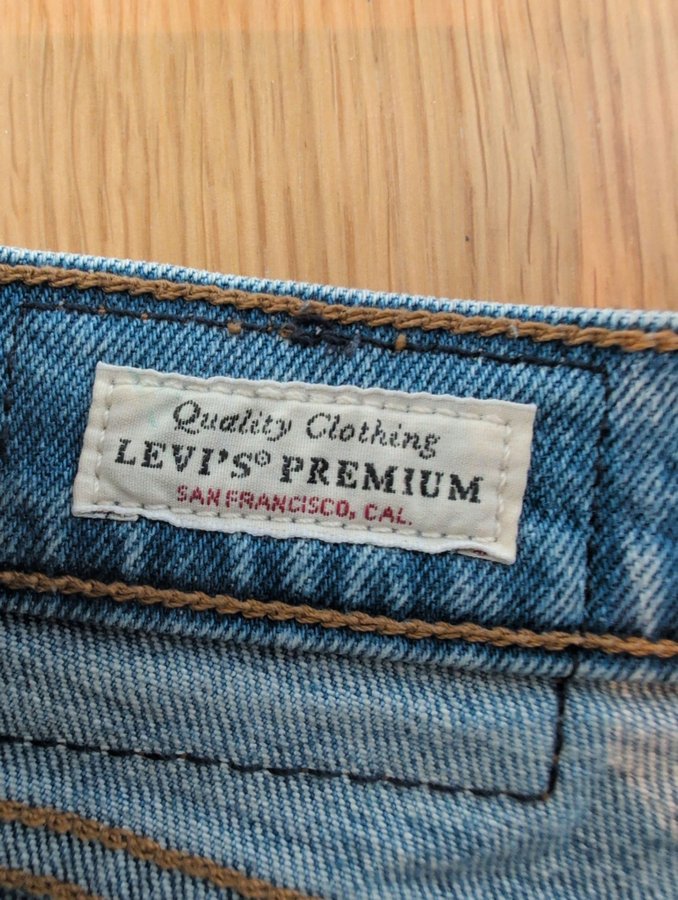 Quality Clothing
LEVI'S® PREMIUM
SAN FRANCISCO, CAL.